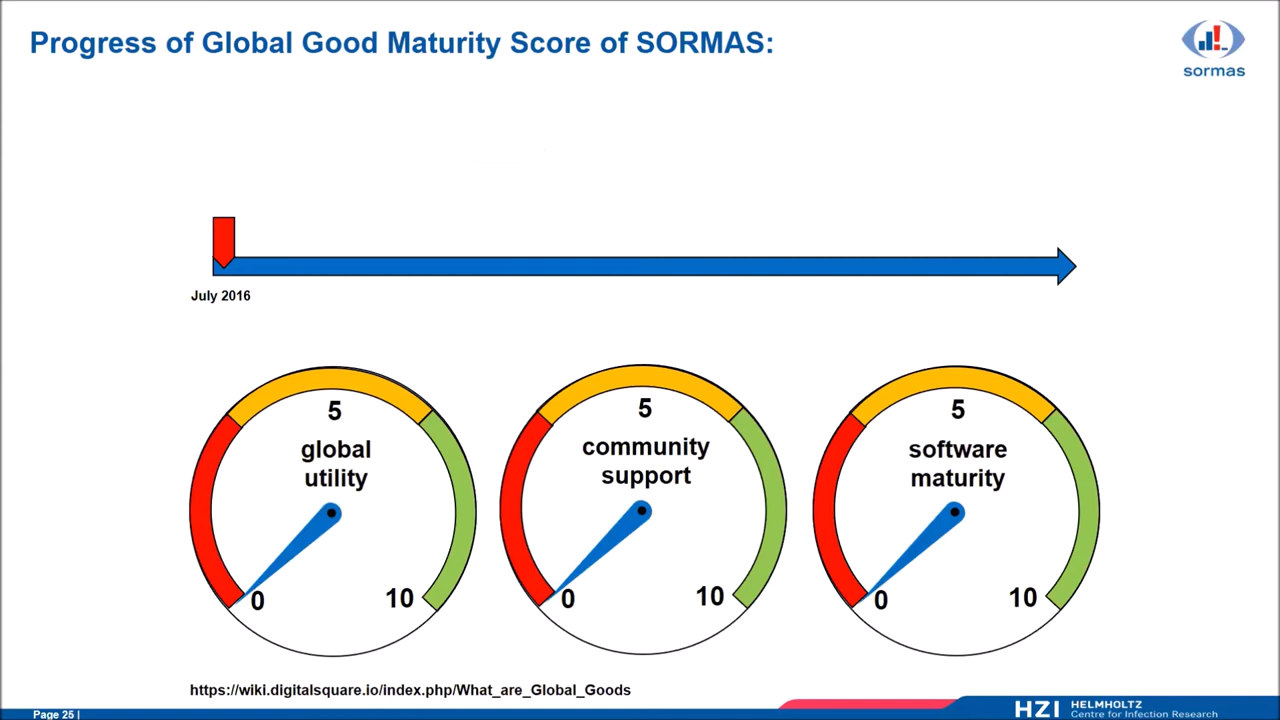 Progress of Global Good Maturity Score of SORMAS:
sormas
July 2016
5
global
utility
0
10
5
community
support
0
10
5
software
maturity
0
10
https://wiki.digitalsquare.io/index.php/What_are_Global_Goods
Page 25 |
HZI HELMHOLTZ
Centre for Infection Research